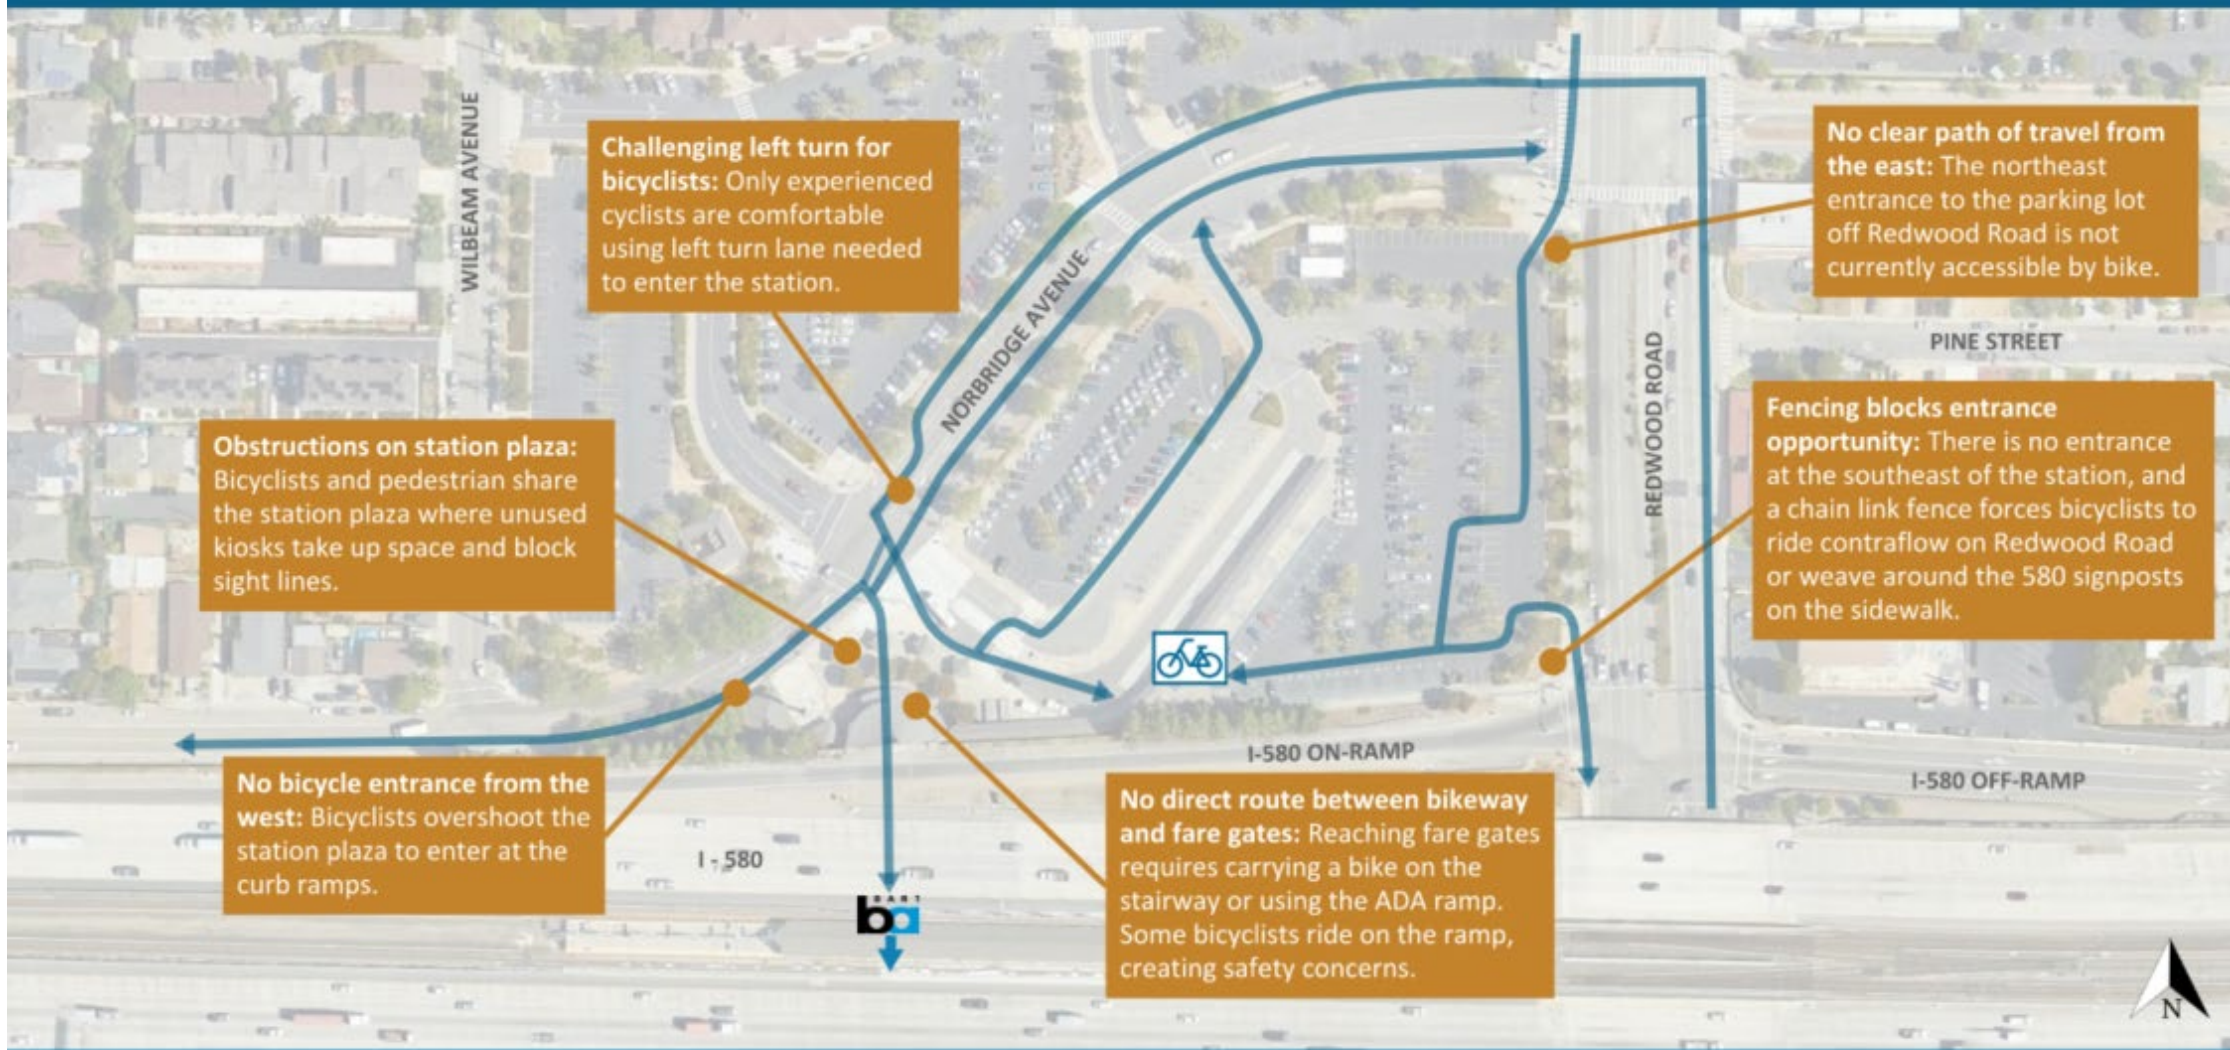 WILBEAM AVENUE
Challenging left turn for
bicyclists: Only experienced
cyclists are comfortable
using left turn lane needed
to enter the station.
NORBRIDGE AVENUE
No clear path of travel from
the east: The northeast
entrance to the parking lot
off Redwood Road is not
currently accessible by bike.
PINE STREET
REDWOOD ROAD
Obstructions on station plaza:
Bicyclists and pedestrian share
the station plaza where unused
kiosks take up space and block
sight lines.
Fencing blocks entrance
opportunity: There is no entrance
at the southeast of the station, and
a chain link fence forces bicyclists to
ride contraflow on Redwood Road
or weave around the 580 signposts
on the sidewalk.
No bicycle entrance from the
west: Bicyclists overshoot the
station plaza to enter at the
curb ramps.
I - 580
I-580 ON-RAMP
I-580 OFF-RAMP
No direct route between bikeway
and fare gates: Reaching fare gates
requires carrying a bike on the
stairway or using the ADA ramp.
Some bicyclists ride on the ramp,
creating safety concerns.
BART
ba
N